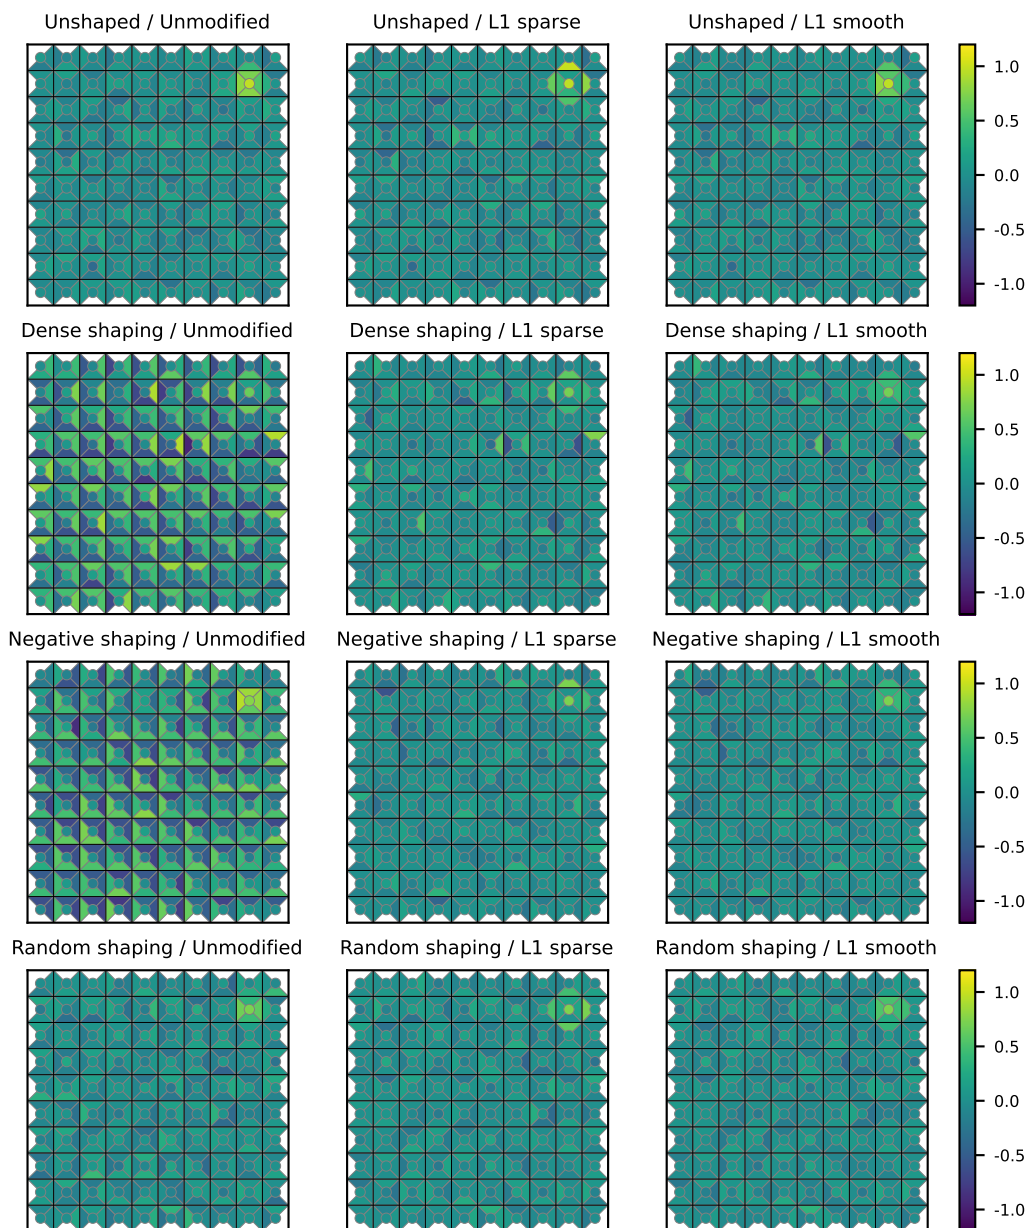 Unshaped / Unmodified
Unshaped / L1 sparse
Unshaped / L1 smooth
1.0
0.5
0.0
-0.5
-1.0
Dense shaping / Unmodified
Dense shaping / L1 sparse
Dense shaping / L1 smooth
1.0
0.5
0.0
-0.5
-1.0
Negative shaping / Unmodified
Negative shaping / L1 sparse
Negative shaping / L1 smooth
1.0
0.5
0.0
-0.5
-1.0
Random shaping / Unmodified
Random shaping / L1 sparse
Random shaping / L1 smooth
1.0
0.5
0.0
-0.5
-1.0